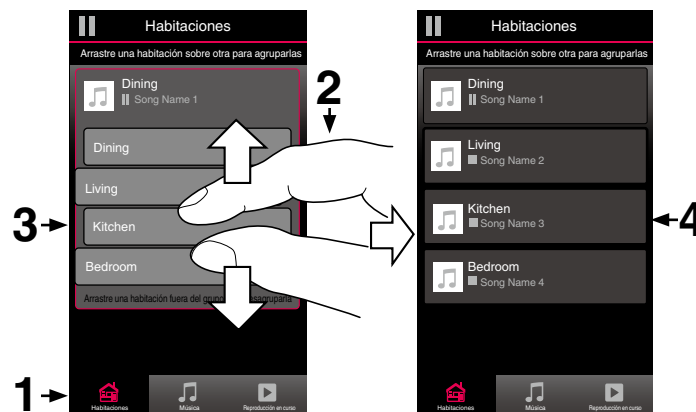 Habitaciones
Arrastre una habitación sobre otra para agruparlas
Dining
Song Name 1
Dining
Living
Kitchen
Bedroom
Arrastre una habitación fuera del grupo desagruparla
Habitaciones
Música
Reproducción en curso
1
2
3
Habitaciones
Arrastre una habitación sobre otra para agruparlas
Dining
Song Name 1
Living
Song Name 2
Kitchen
Song Name 3
Bedroom
Song Name 4
Habitaciones
Música
Reproducción en curso
4